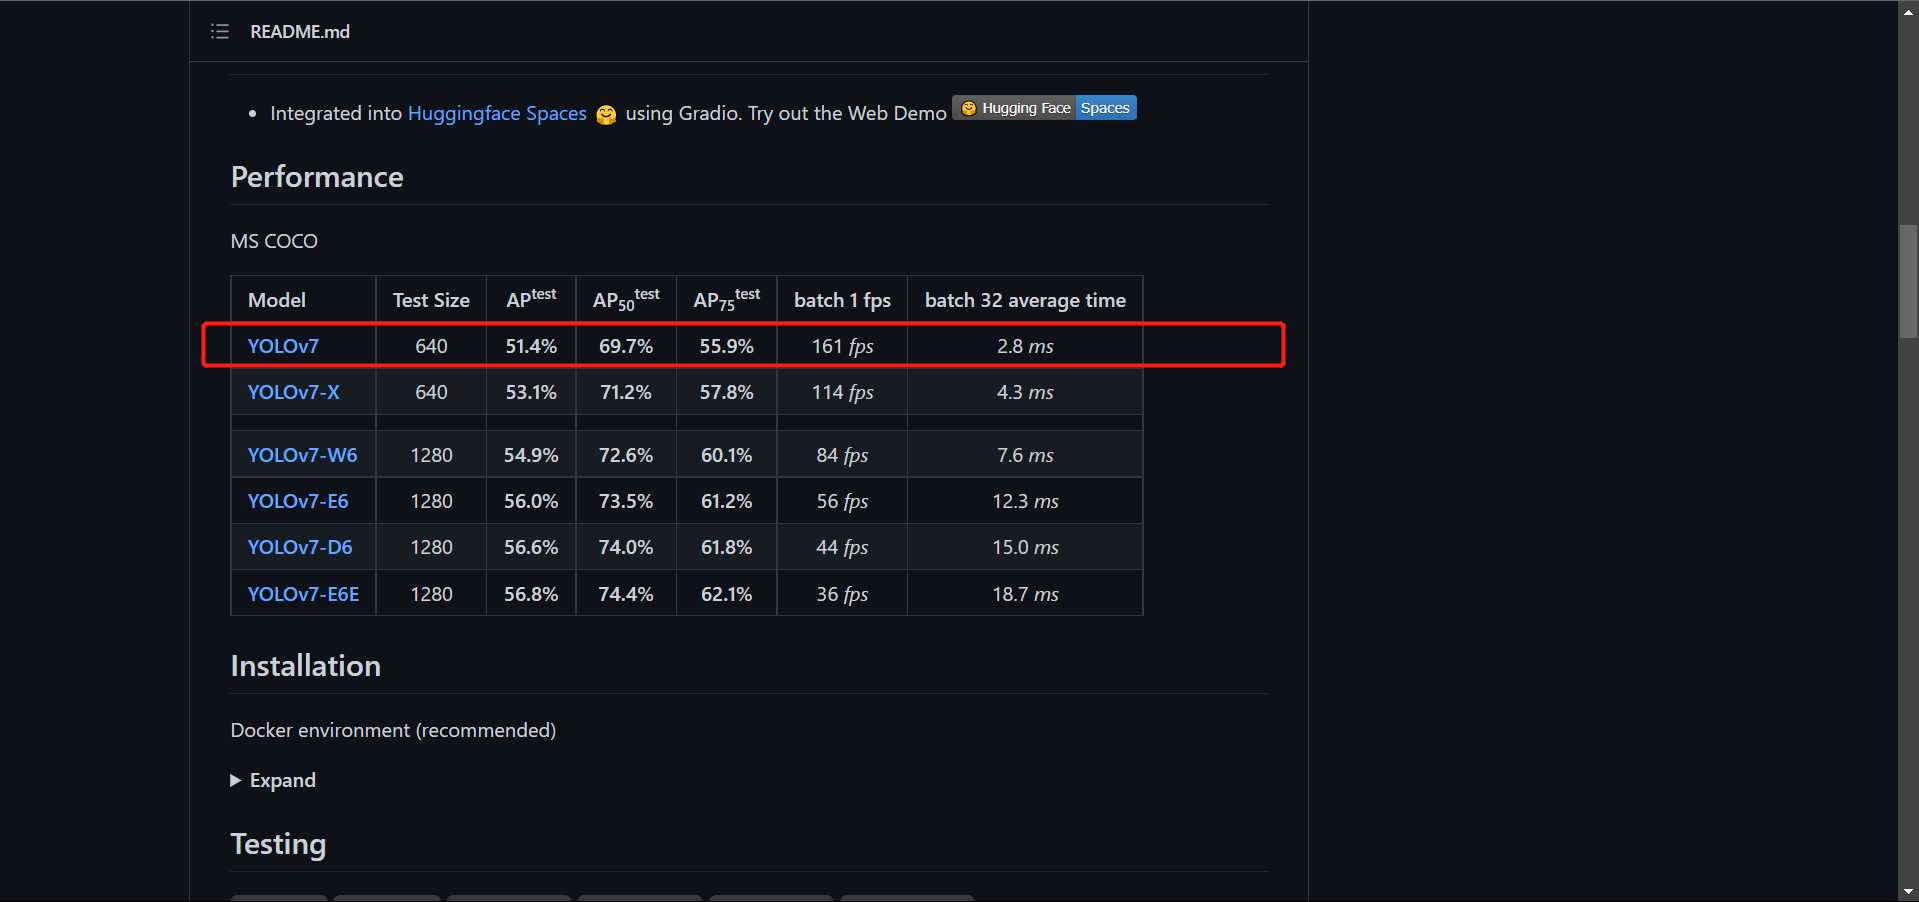 README.md
Integrated into Huggingface Spaces 🤗 using Gradio. Try out the Web Demo 🤗 Hugging Face Spaces
Performance
MS COCO
Model Test Size AP^test AP_50^test AP_75^test batch 1 fps batch 32 average time
YOLOv7 640 51.4% 69.7% 55.9% 161 fps 2.8 ms
YOLOv7-X 640 53.1% 71.2% 57.8% 114 fps 4.3 ms
YOLOv7-W6 1280 54.9% 72.6% 60.1% 84 fps 7.6 ms
YOLOv7-E6 1280 56.0% 73.5% 61.2% 56 fps 12.3 ms
YOLOv7-D6 1280 56.6% 74.0% 61.8% 44 fps 15.0 ms
YOLOv7-E6E 1280 56.8% 74.4% 62.1% 36 fps 18.7 ms
Installation
Docker environment (recommended)
Expand
Testing